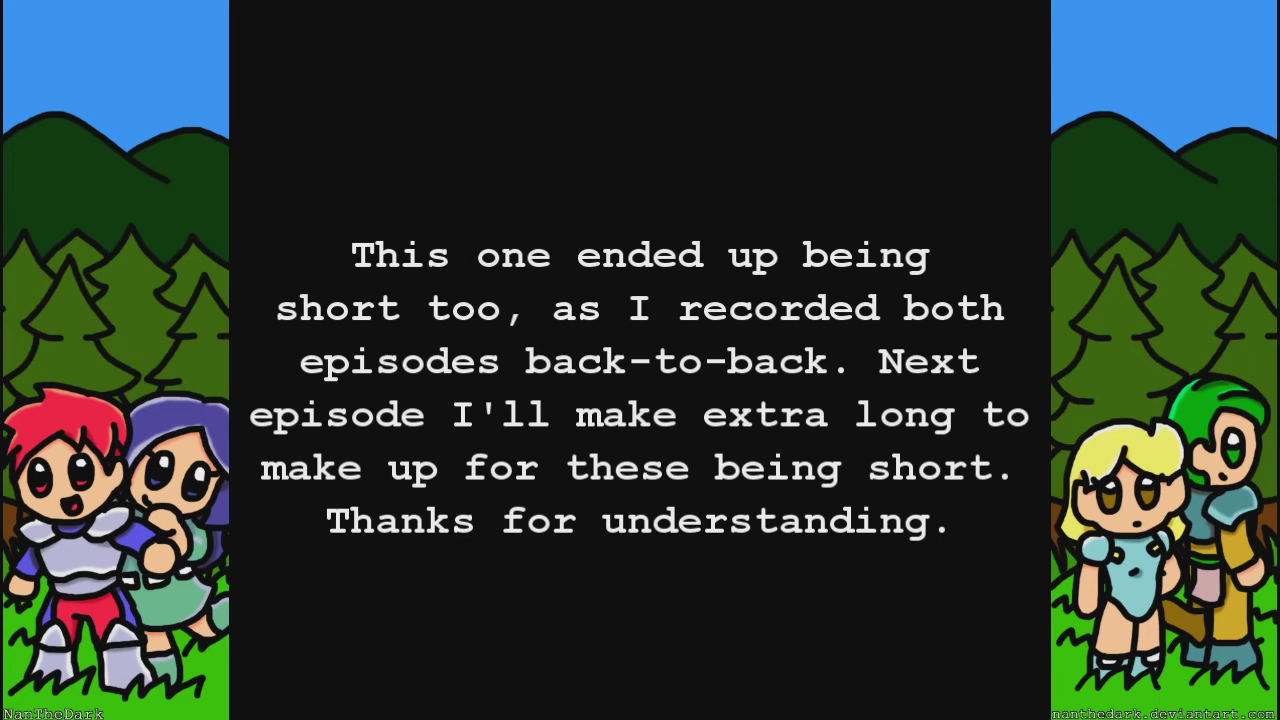 This one ended up being
short too, as I recorded both
episodes back-to-back. Next
episode I'll make extra long to
make up for these being short.
Thanks for understanding.
NanTheDark
nanthedark.deviantart.com